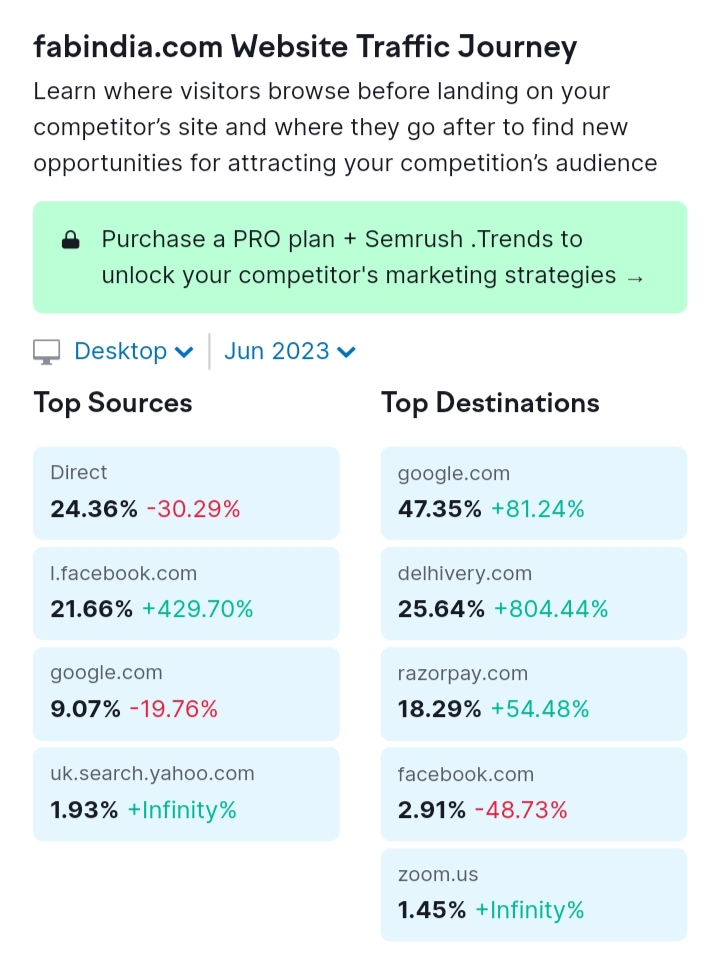 fabindia.com Website Traffic Journey
Learn where visitors browse before landing on your
competitor’s site and where they go after to find new
opportunities for attracting your competition’s audience
Purchase a PRO plan + Semrush .Trends to
unlock your competitor's marketing strategies →
Desktop
Jun 2023
Top Sources
Direct
24.36% -30.29%
l.facebook.com
21.66% +429.70%
google.com
9.07% -19.76%
uk.search.yahoo.com
1.93% +Infinity%
Top Destinations
google.com
47.35% +81.24%
delhivery.com
25.64% +804.44%
razorpay.com
18.29% +54.48%
facebook.com
2.91% -48.73%
zoom.us
1.45% +Infinity%